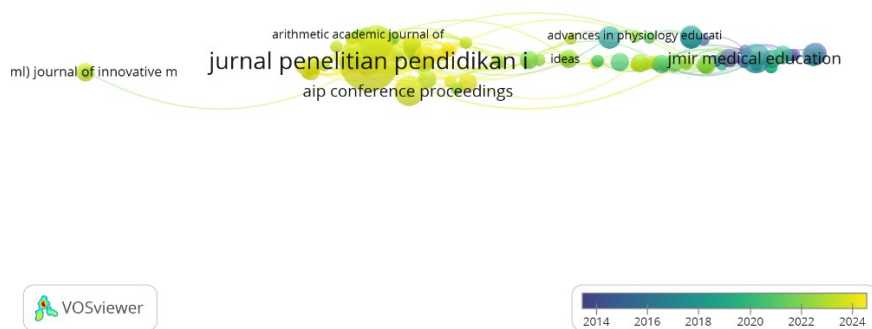 arithmetic academic journal of
advances in physiology educati
jurnal penelitian pendidikan i
ideas
jmir medical education
ml) journal of innovative m
aip conference proceedings
VOSviewer
2014 2016 2018 2020 2022 2024